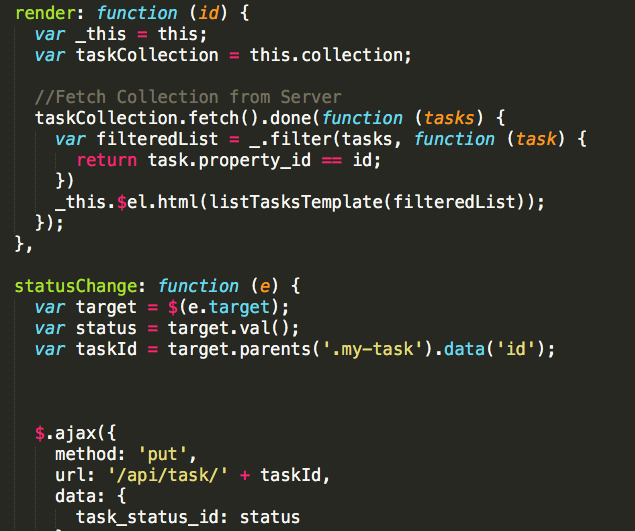 render: function (id) {
var _this = this;
var taskCollection = this.collection;
//Fetch Collection from Server
taskCollection.fetch().done(function (tasks) {
var filteredList = _.filter(tasks, function (task) {
return task.property_id == id;
})
_this.$el.html(listTasksTemplate(filteredList));
});
},
statusChange: function (e) {
var target = $(e.target);
var status = target.val();
var taskId = target.parents('.my-task').data('id');
$.ajax({
method: 'put',
url: '/api/task/' + taskId,
data: {
task_status_id: status